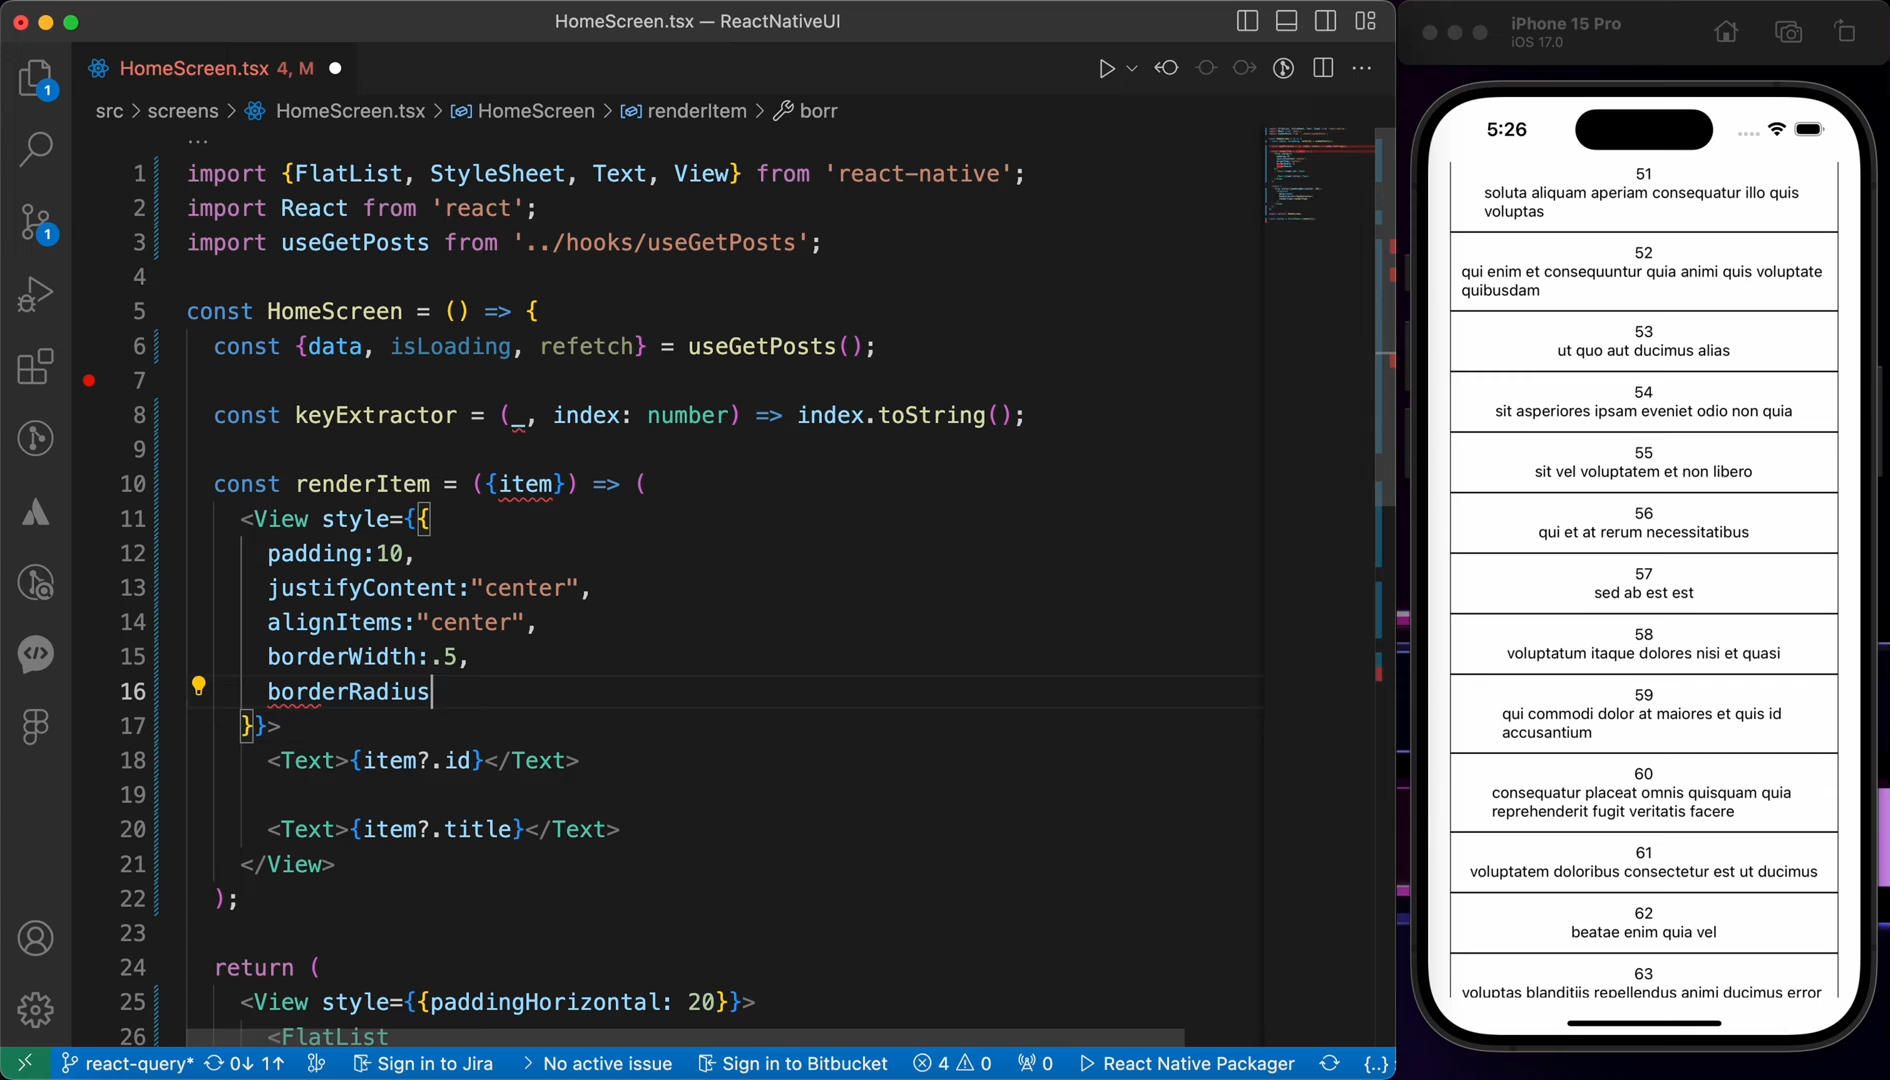 HomeScreen.tsx — ReactNativeUI
HomeScreen.tsx 4, M
src > screens > HomeScreen.tsx > HomeScreen > renderItem > borr
...
1 import {FlatList, StyleSheet, Text, View} from 'react-native';
2 import React from 'react';
3 import useGetPosts from '../hooks/useGetPosts';
4
5 const HomeScreen = () => {
6 const {data, isLoading, refetch} = useGetPosts();
7
8 const keyExtractor = (_, index: number) => index.toString();
9
10 const renderItem = ({item}) => (
11 <View style={{
12 padding:10,
13 justifyContent:"center",
14 alignItems:"center",
15 borderWidth:.5,
16 borderRadius
17 }}>
18 <Text>{item?.id}</Text>
19
20 <Text>{item?.title}</Text>
21 </View>
22 );
23
24 return (
25 <View style={{paddingHorizontal: 20}}>
26 <FlatList
1
1
react-query* 0↓ 1↑ Sign in to Jira > No active issue Sign in to Bitbucket 4 0 0 React Native Packager {..}
iPhone 15 Pro
iOS 17.0
5:26
51
soluta aliquam aperiam consequatur illo quis
voluptas
52
qui enim et consequuntur quia animi quis voluptate
quibusdam
53
ut quo aut ducimus alias
54
sit asperiores ipsam eveniet odio non quia
55
sit vel voluptatem et non libero
56
qui et at rerum necessitatibus
57
sed ab est est
58
voluptatum itaque dolores nisi et quasi
59
qui commodi dolor at maiores et quis id
accusantium
60
consequatur placeat omnis quisquam quia
reprehenderit fugit veritatis facere
61
voluptatem doloribus consectetur est ut ducimus
62
beatae enim quia vel
63
voluptas blanditiis repellendus animi ducimus error